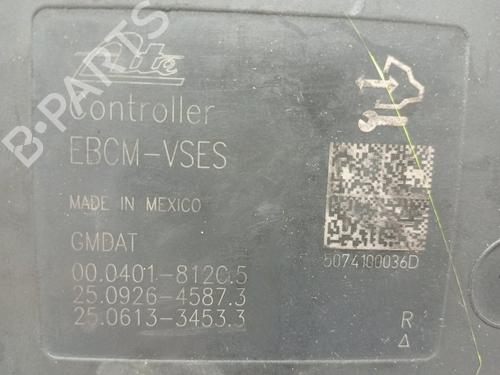 B-PARTS
Ate
Controller
EBCM-VSES
MADE IN MEXICO
GMDAT
00.0401-812C.5
25.0926-4587.3
25.0613-3453.3
5074100036D
R